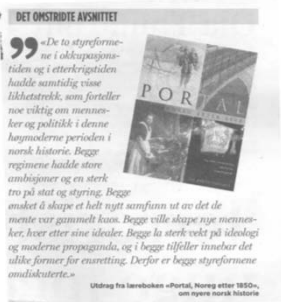 DET OMSTRIDTE AVSNITTET
«De to styreforme-
ne i okkupasjons-
tiden og i etterkrigstiden
hadde samtidig visse
likhetstrekk, som forteller
noe viktig om mennes-
ker og politikk i denne
høymoderne perioden i
norsk historie. Begge
regimene hadde store
ambisjoner og en sterk
tro på stat og styring. Begge
ønsket å skape et helt nytt samfunn ut av det de
mente var gammelt kaos. Begge ville skape nye mennes-
ker, hver etter sine idealer. Begge la sterk vekt på ideologi
og moderne propaganda, og i begge tilfeller innebar det
ulike former for ensretting. Derfor er begge styreformene
omdiskuterte.»
Utdrag fra læreboken «Portal, Noreg etter 1850»,
om nyere norsk historie
PORTAL